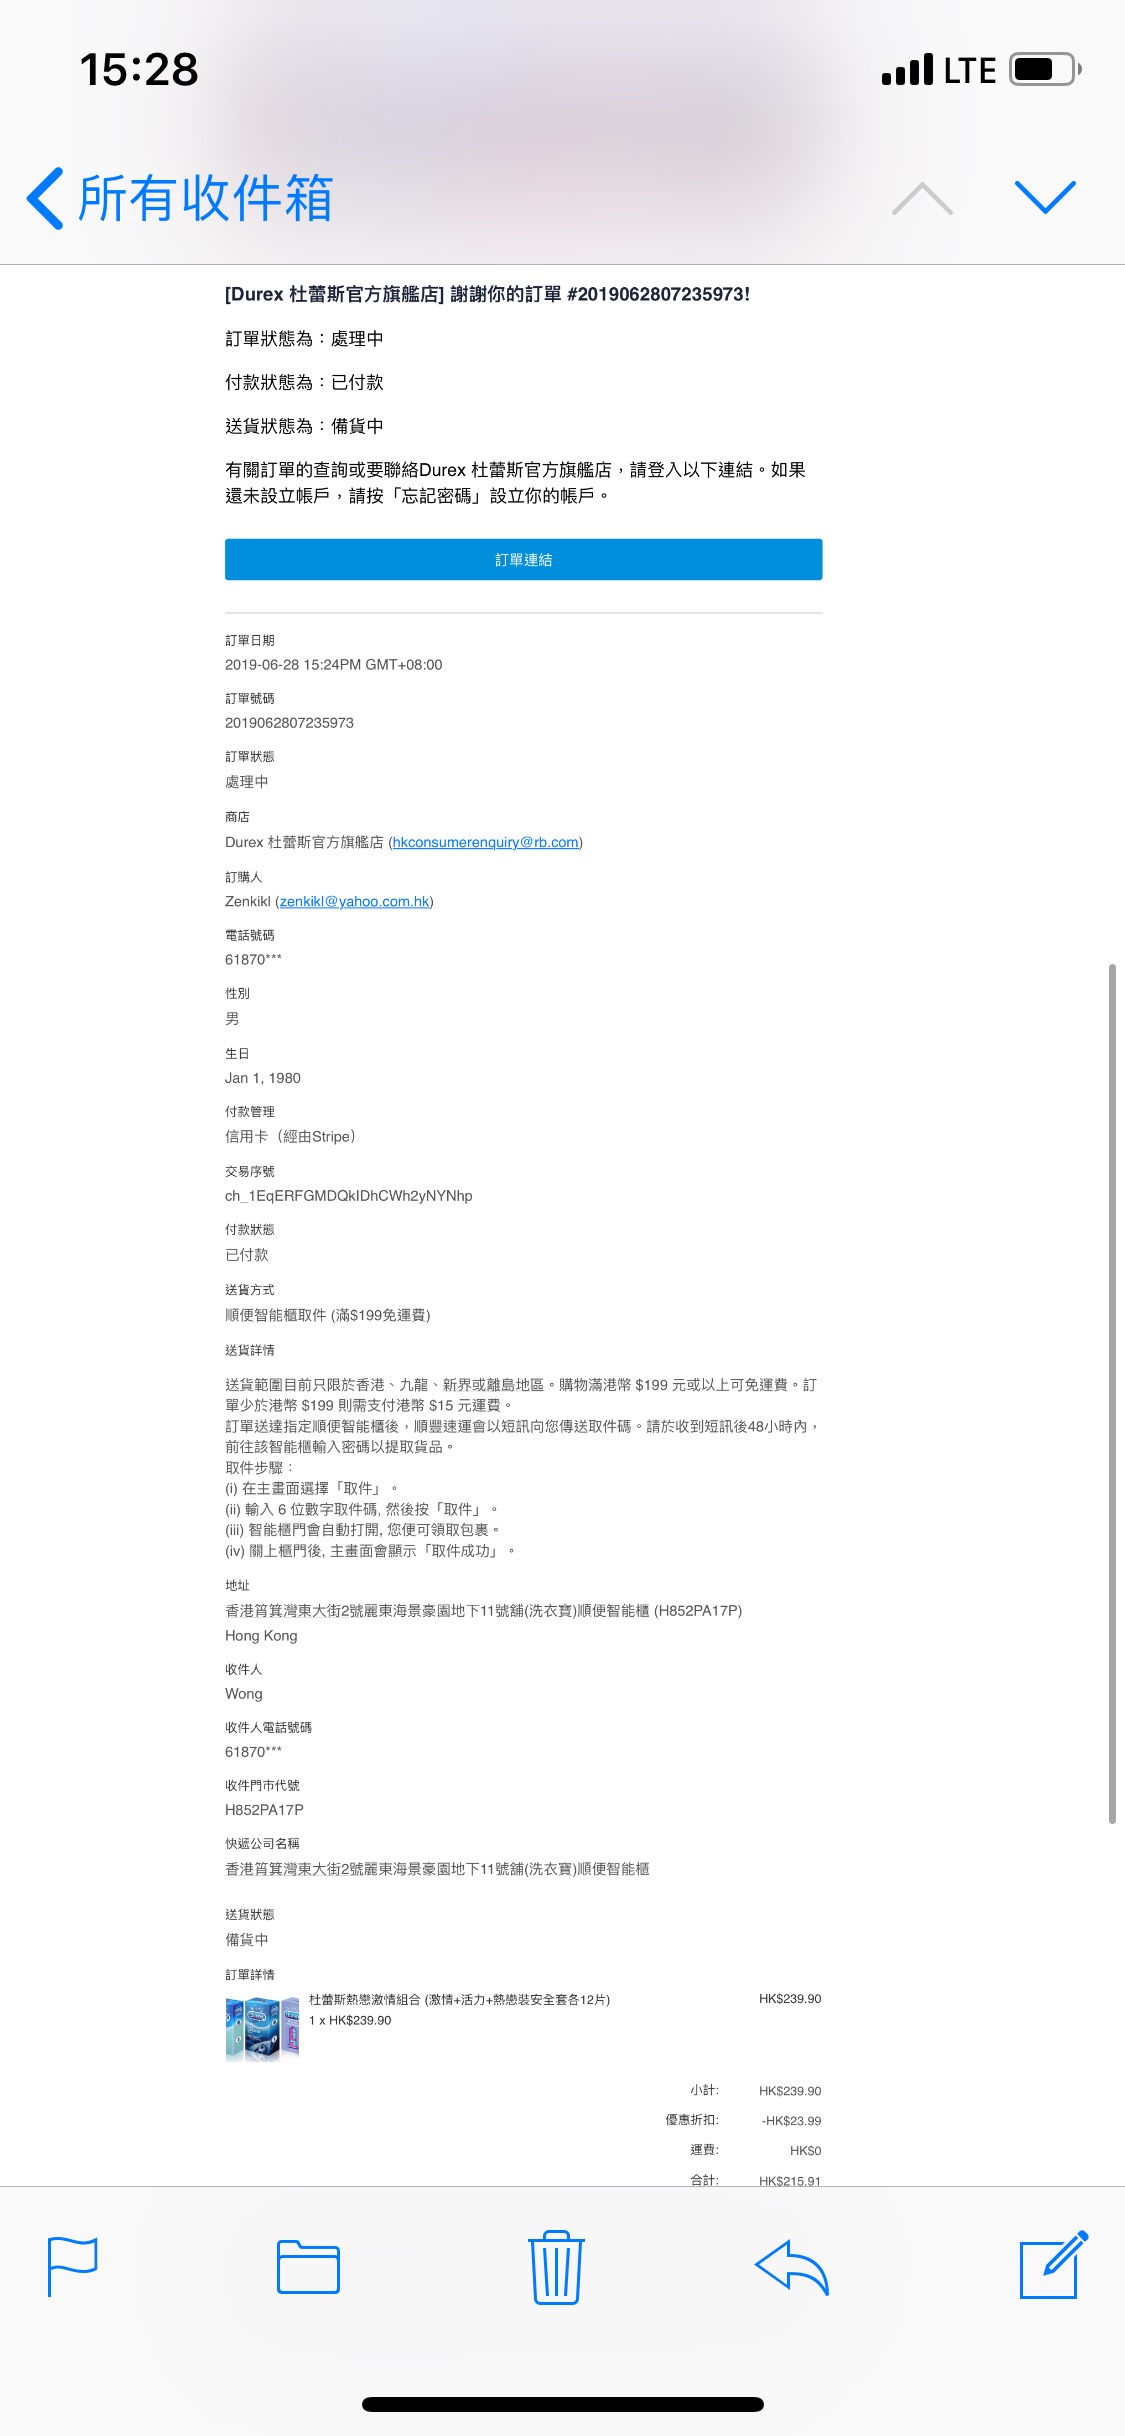 15:28
LTE
所有收件箱
[Durex 杜蕾斯官方旗艦店] 謝謝你的訂單 #2019062807235973!
訂單狀態為：處理中
付款狀態為：已付款
送貨狀態為：備貨中
有關訂單的查詢或要聯絡Durex 杜蕾斯官方旗艦店，請登入以下連結。如果
還未設立帳戶，請按「忘記密碼」設立你的帳戶。
訂單連結
訂單日期
2019-06-28 15:24PM GMT+08:00
訂單號碼
2019062807235973
訂單狀態
處理中
商店
Durex 杜蕾斯官方旗艦店 (hkconsumerenquiry@rb.com)
訂購人
Zenkikl (zenkikl@yahoo.com.hk)
電話號碼
61870***
性別
男
生日
Jan 1, 1980
付款管理
信用卡（經由Stripe）
交易序號
ch_1EqERFGMDQkIDhCWh2yNYNhp
付款狀態
已付款
送貨方式
順便智能櫃取件 (滿$199免運費)
送貨詳情
送貨範圍目前只限於香港、九龍、新界或離島地區。購物滿港幣 $199 元或以上可免運費。訂
單少於港幣 $199 則需支付港幣 $15 元運費。
訂單送達指定順便智能櫃後，順豐速運會以短訊向您傳送取件碼。請於收到短訊後48小時內，
前往該智能櫃輸入密碼以提取貨品。
取件步驟：
(i) 在主畫面選擇「取件」。
(ii) 輸入 6 位數字取件碼, 然後按「取件」。
(iii) 智能櫃門會自動打開, 您便可領取包裹。
(iv) 關上櫃門後, 主畫面會顯示「取件成功」。
地址
香港筲箕灣東大街2號麗東海景豪園地下11號舖(洗衣寶)順便智能櫃 (H852PA17P)
Hong Kong
收件人
Wong
收件人電話號碼
61870***
收件門市代號
H852PA17P
快遞公司名稱
香港筲箕灣東大街2號麗東海景豪園地下11號舖(洗衣寶)順便智能櫃
送貨狀態
備貨中
訂單詳情
杜蕾斯熱戀激情組合 (激情+活力+熱戀裝安全套各12片) HK$239.90
1 x HK$239.90
小計: HK$239.90
優惠折扣: -HK$23.99
運費: HK$0
合計: HK$215.91